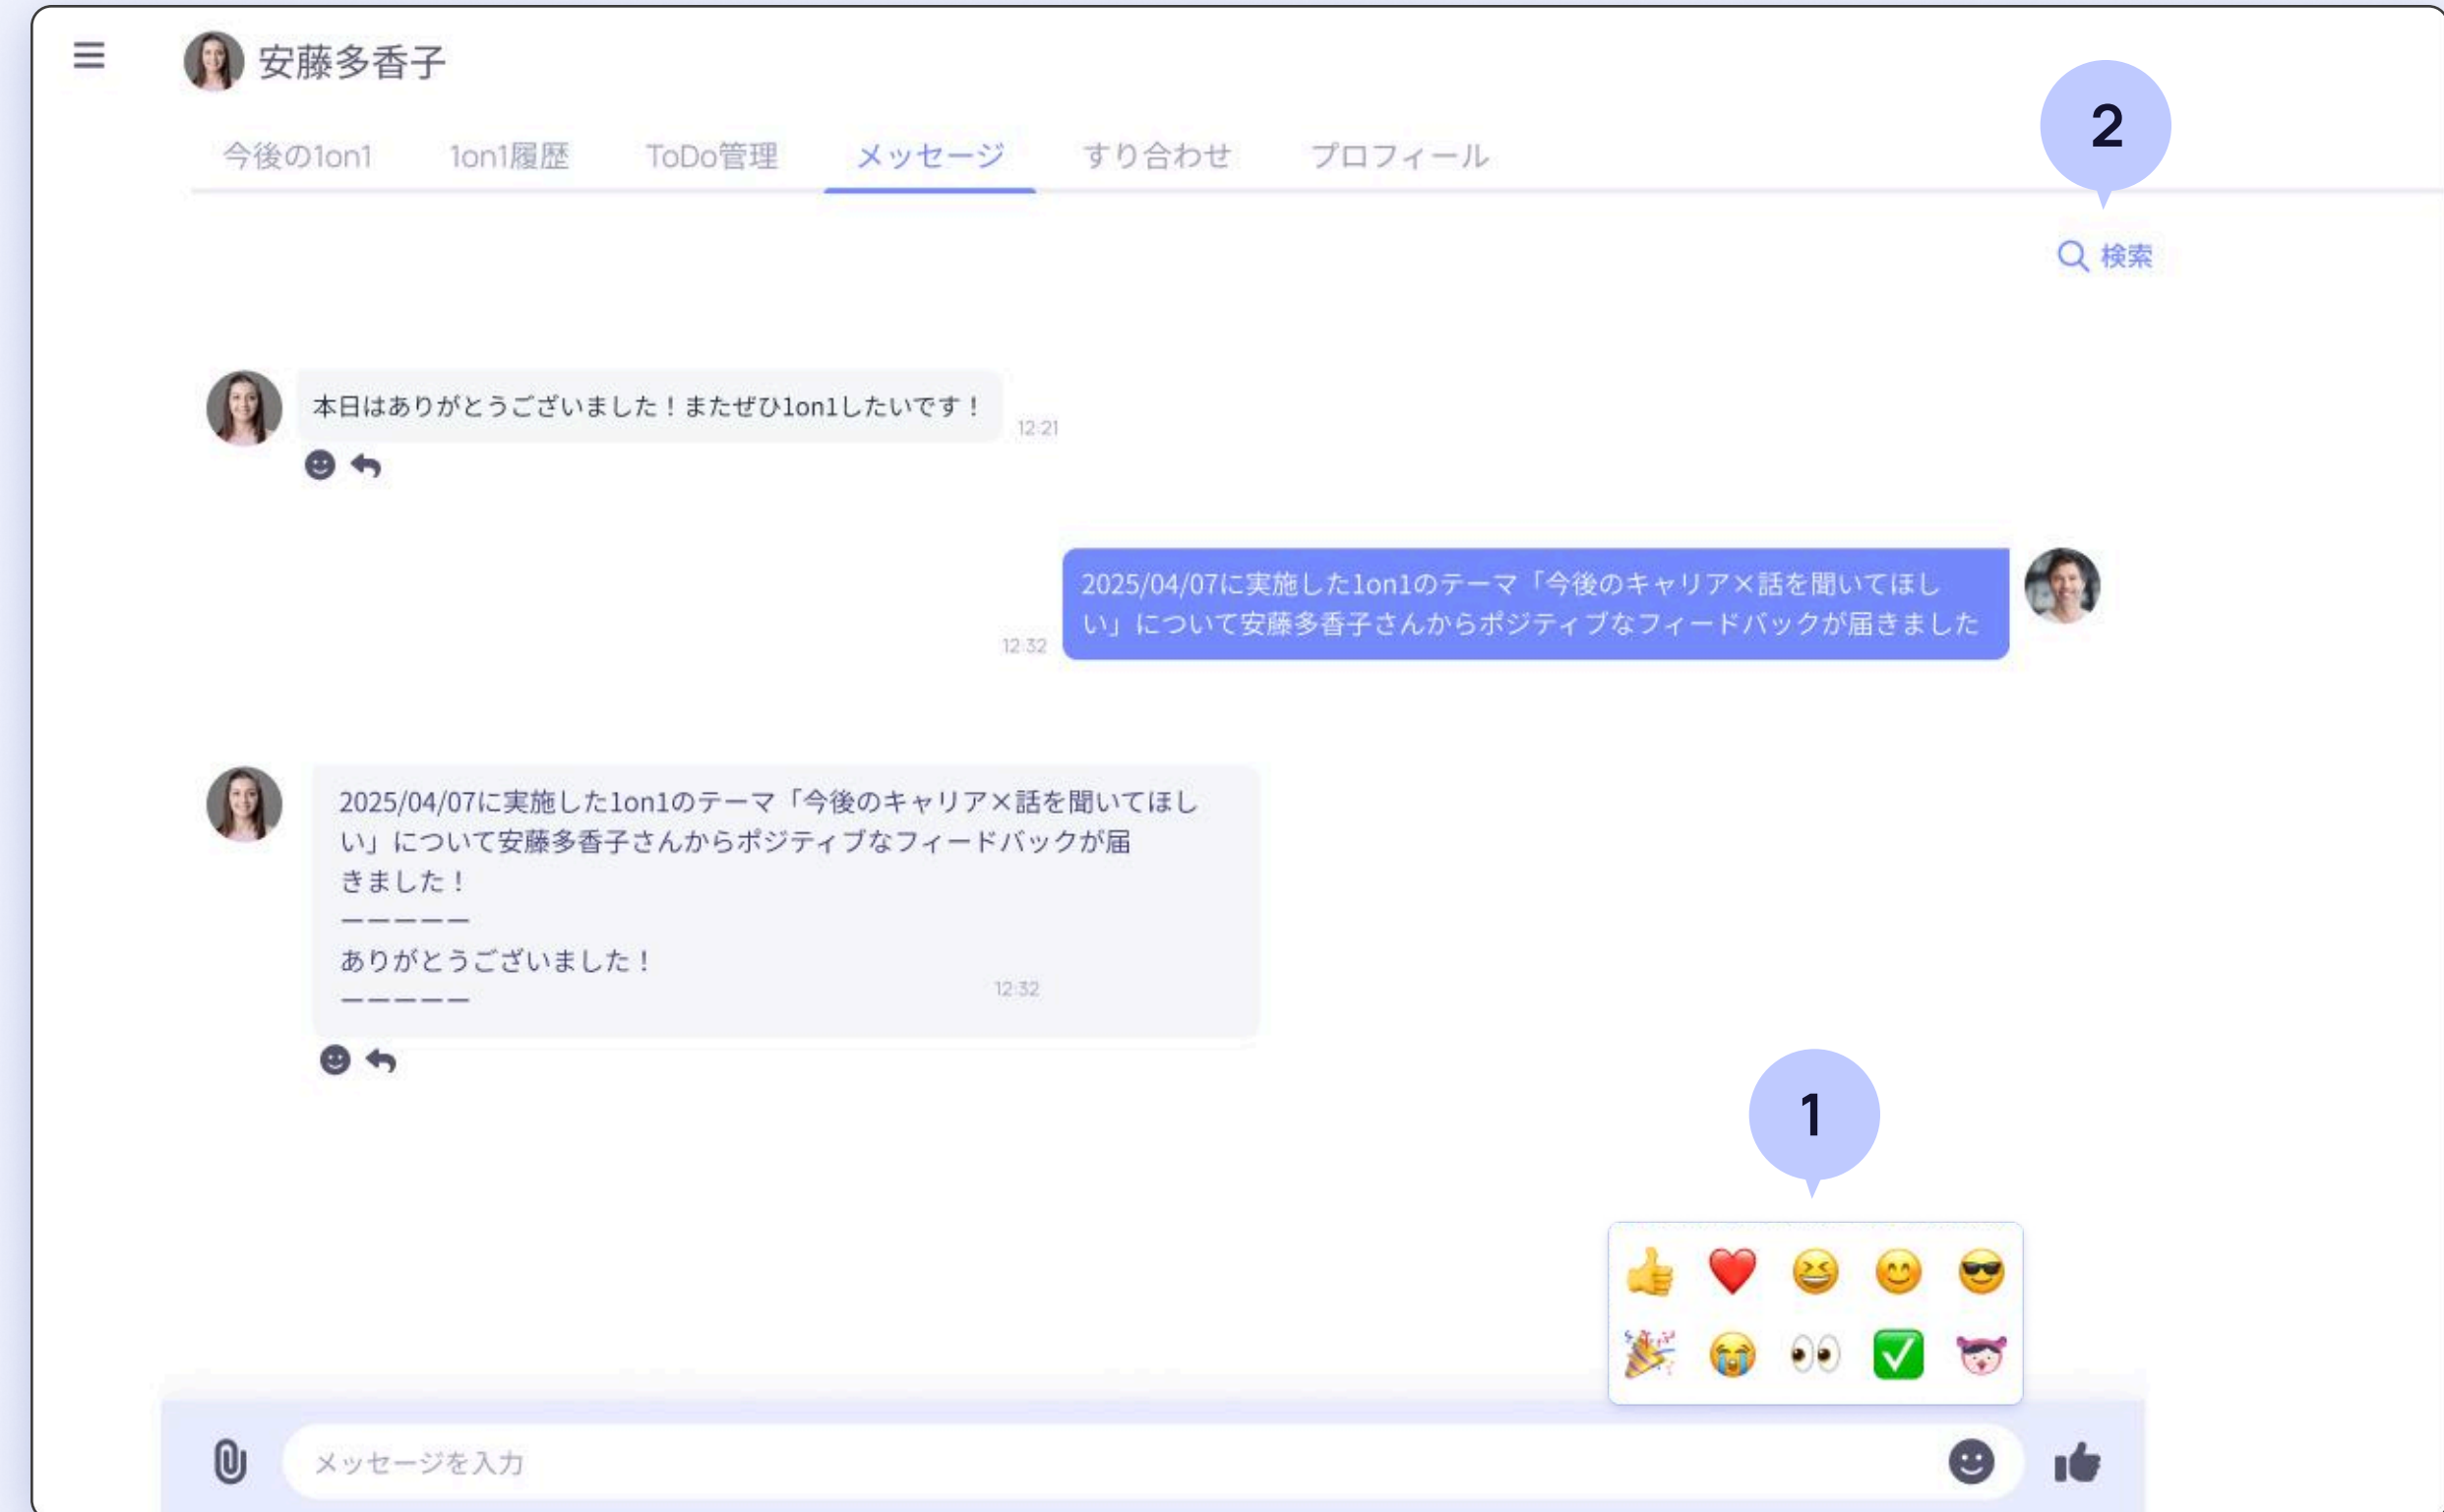 安藤多香子
2
今後の1on1 1on1履歴 ToDo管理 メッセージ すり合わせ プロフィール
検索
本日はありがとうございました！またぜひ1on1したいです！
12:21
2025/04/07に実施した1on1のテーマ「今後のキャリア×話を聞いてほし
い」について安藤多香子さんからポジティブなフィードバックが届きました
12:32
2025/04/07に実施した1on1のテーマ「今後のキャリア×話を聞いてほし
い」について安藤多香子さんからポジティブなフィードバックが届
きました！
ーーーーー
ありがとうございました！
ーーーーー
12:32
1
メッセージを入力